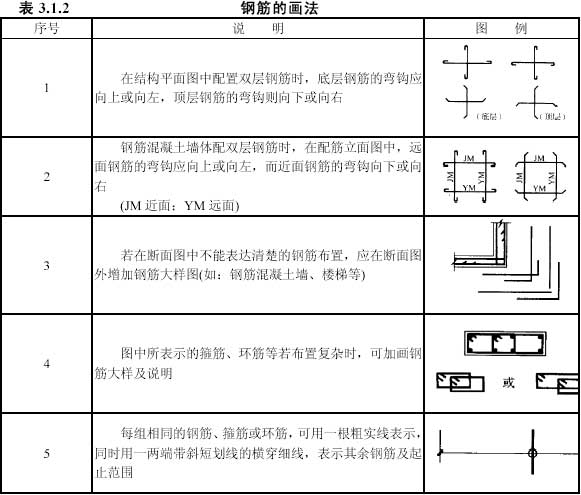 表 3.1.2 钢筋的画法
序号 说 明 图 例
1
在结构平面图中配置双层钢筋时，底层钢筋的弯钩应
向上或向左，顶层钢筋的弯钩则向下或向右
（底层） （顶层）
2
钢筋混凝土墙体配双层钢筋时，在配筋立面图中，远
面钢筋的弯钩应向上或向左，而近面钢筋的弯钩向下或向
右
(JM 近面；YM 远面)
JM JM
JM YM JM YM
YM YM
3
若在断面图中不能表达清楚的钢筋布置，应在断面图
外增加钢筋大样图(如：钢筋混凝土墙、楼梯等)
4
图中所表示的箍筋、环筋等若布置复杂时，可加画钢
筋大样及说明
或
5
每组相同的钢筋、箍筋或环筋，可用一根粗实线表示，
同时用一两端带斜短划线的横穿细线，表示其余钢筋及起
止范围